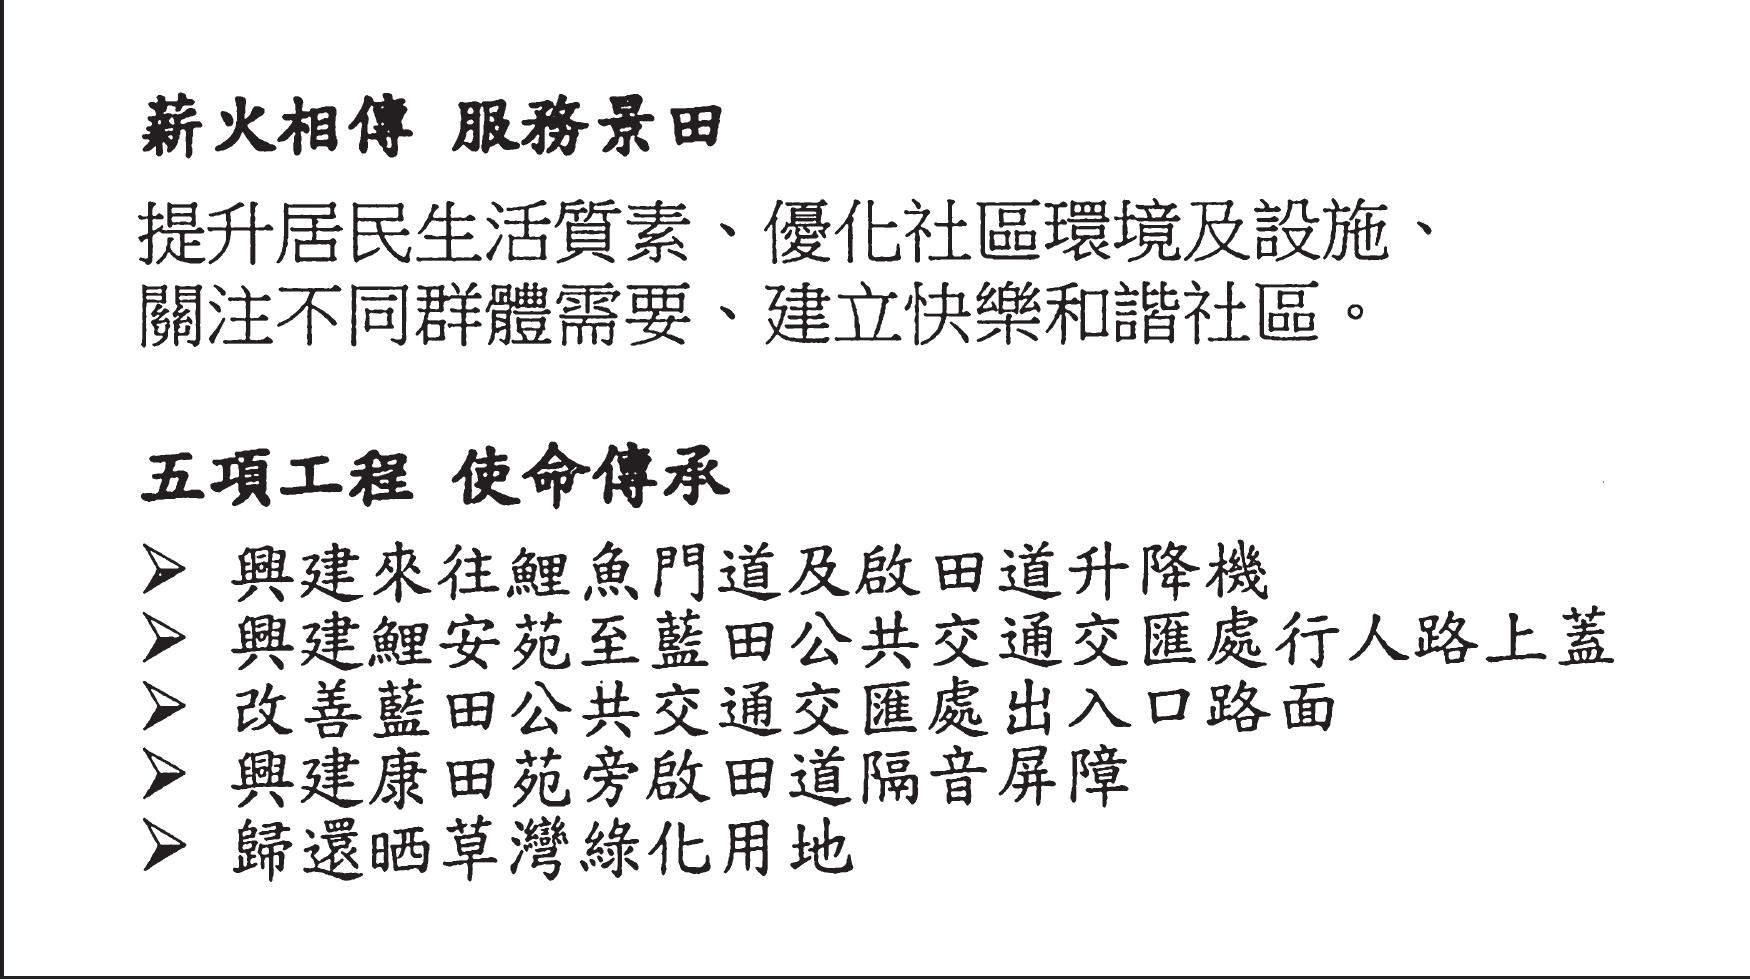 薪火相傳 服務景田
提升居民生活質素、優化社區環境及設施、
關注不同群體需要、建立快樂和諧社區。
五項工程 使命傳承
➢ 興建來往鯉魚門道及啟田道升降機
➢ 興建鯉安苑至藍田公共交通交匯處行人路上蓋
➢ 改善藍田公共交通交匯處出入口路面
➢ 興建康田苑旁啟田道隔音屏障
➢ 歸還晒草灣綠化用地